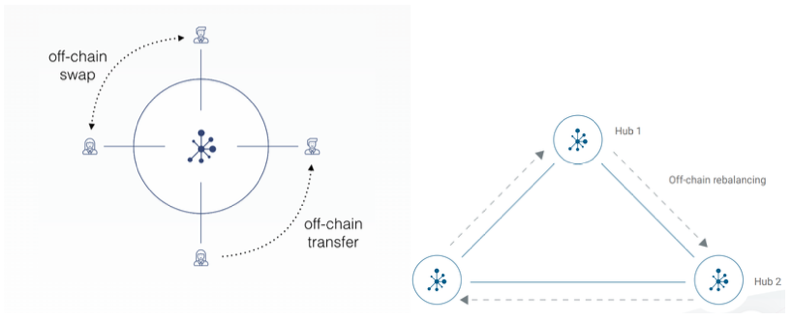 off-chain
swap
off-chain
transfer
Hub 1
Off-chain rebalancing
Hub 2